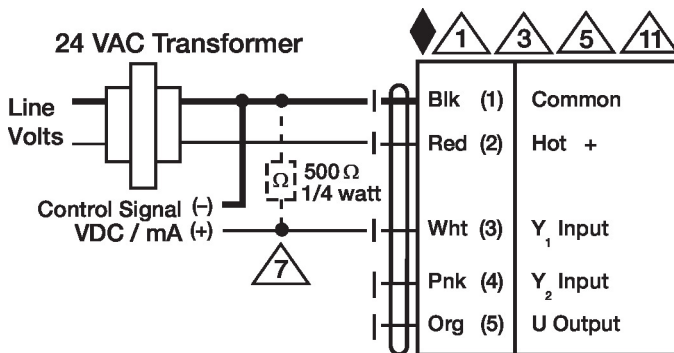 24 VAC Transformer
1 3 5 11
Line
Volts
Blk (1) Common
Red (2) Hot +
Ω 500 Ω
1/4 watt
Control Signal (–)
VDC / mA (+)
Wht (3) Y1 Input
7
Pnk (4) Y2 Input
Org (5) U Output